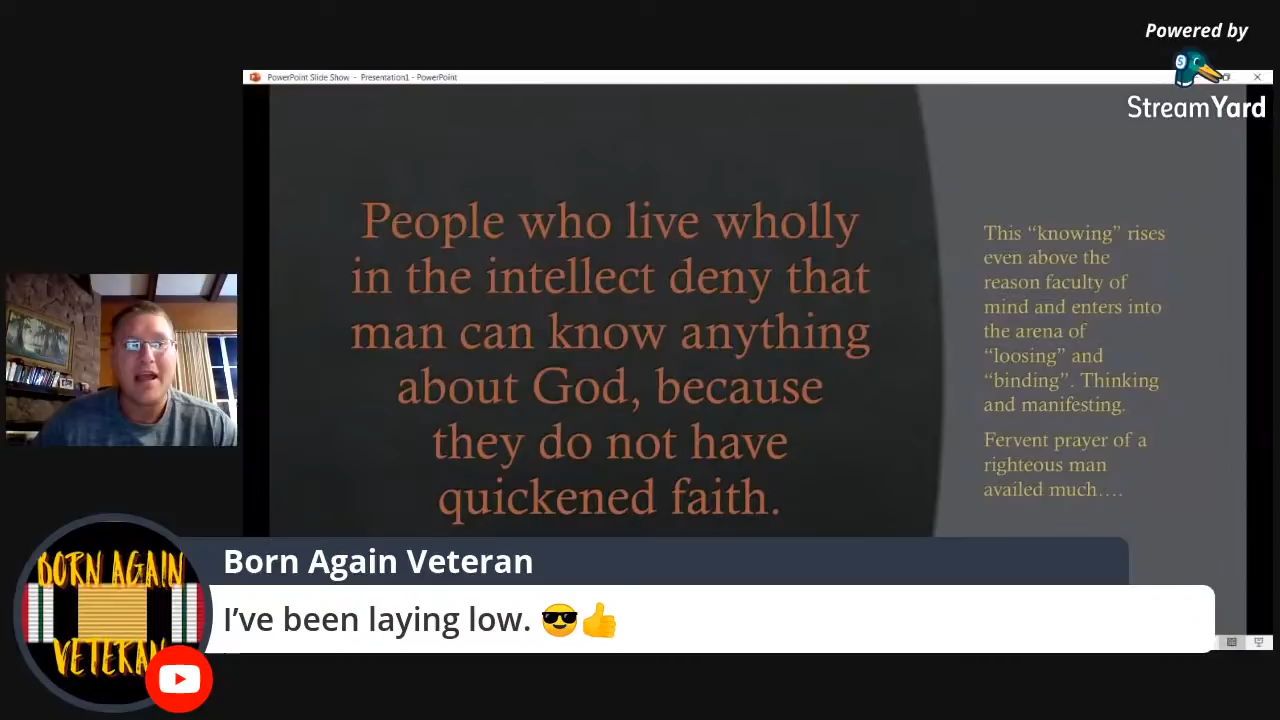 Powered by
StreamYard
PowerPoint Slide Show - Presentation1 - PowerPoint
People who live wholly
in the intellect deny that
man can know anything
about God, because
they do not have
quickened faith.
This “knowing” rises
even above the
reason faculty of
mind and enters into
the arena of
“loosing” and
“binding”. Thinking
and manifesting.
Fervent prayer of a
righteous man
availed much….
BORN AGAIN
VETERAN
Born Again Veteran
I’ve been laying low. 😎👍